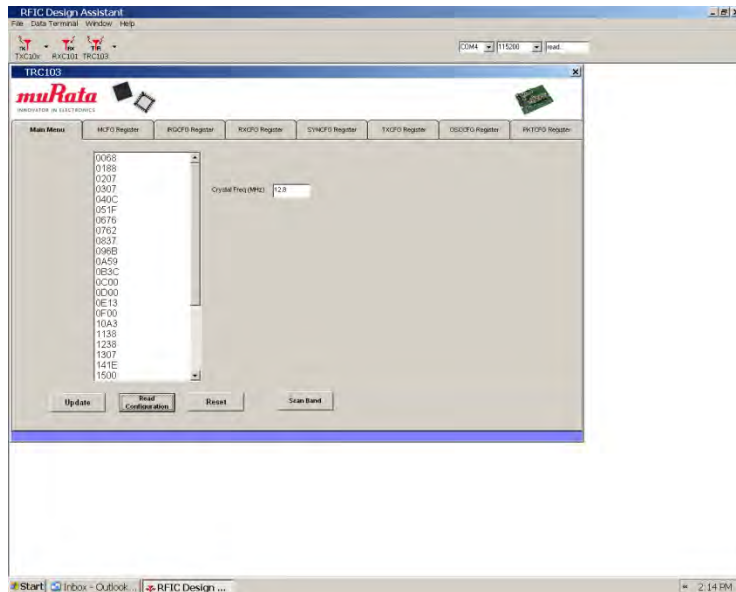 RFIC Design Assistant
File Data Terminal Window Help
TX RX T/R
TXC10x RXC101 TRC103
COM4 115200 read.
TRC103
muRata
INNOVATOR IN ELECTRONICS
Main Menu MCFG Register IRQCFG Register RXCFG Register SYNCFG Register TXCFG Register OSCCFG Register PKTCFG Register
0068
0188
0207
0307
040C
051F
0676
0762
0837
096B
0A59
0B3C
0C00
0D00
0E13
0F00
10A3
1138
1238
1307
141E
1500
Crystal Freq (MHz) 12.8
Update Read Configuration Reset Scan Band
Start Inbox - Outlook... RFIC Design ... « 2:14 PM